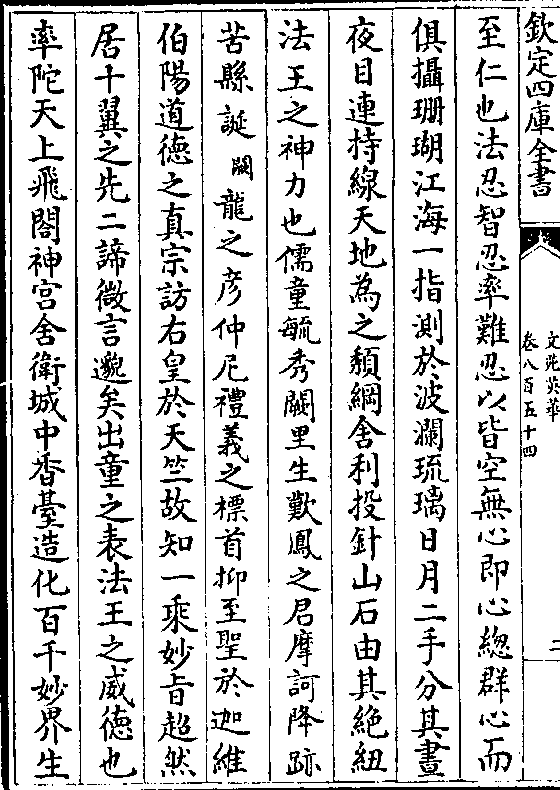 欽定四庫全書
文苑英華
卷八百五十四
三
至仁也法忍智忍率難忍以皆空無心即心總群心而
俱攝珊瑚江海一指測於波瀾琉璃日月二手分其晝
夜目連持線天地為之頽綱舍利投針山石由其絶紐
法王之神力也儒童毓秀闕里生歎鳳之君摩訶降跡
苦縣誕闕龍之彦仲尼禮義之標首抑至聖於迦維
伯陽道德之真宗訪右皇於天竺故知一乘妙旨超然
居十翼之先二諦微言邈矣出童之表法王之威德也
率陀天上飛閣神宮舍衛城中香臺造化百千妙界生